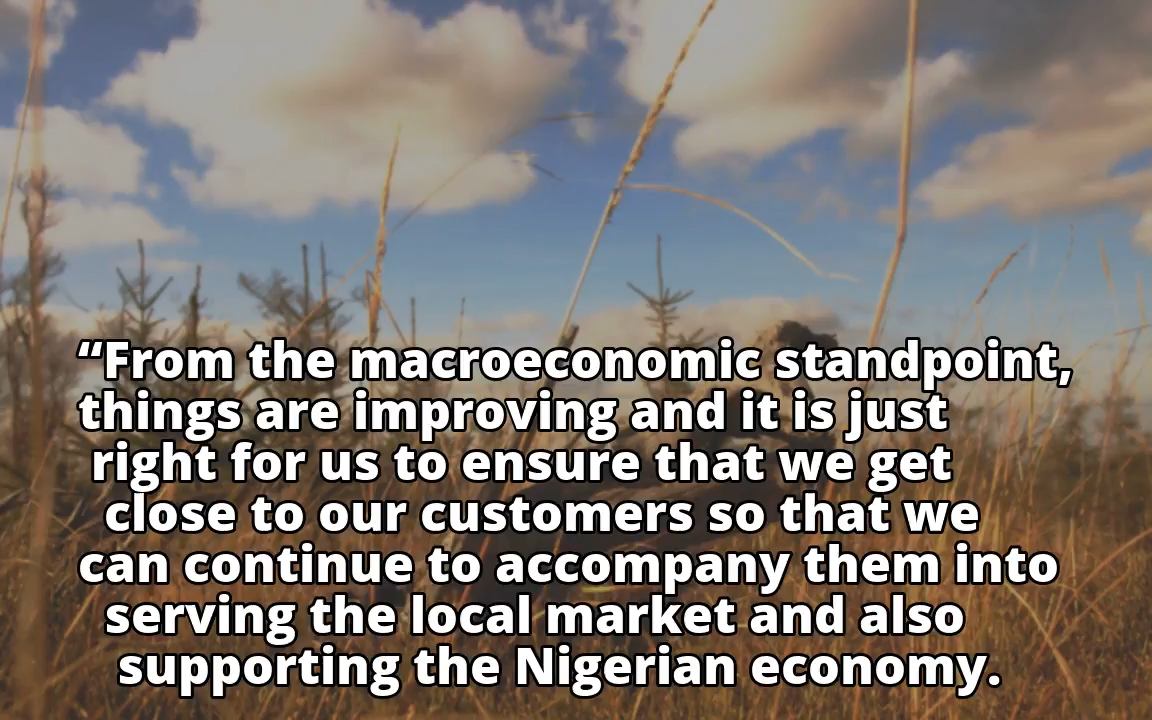 “From the macroeconomic standpoint,
things are improving and it is just
right for us to ensure that we get
close to our customers so that we
can continue to accompany them into
serving the local market and also
supporting the Nigerian economy.